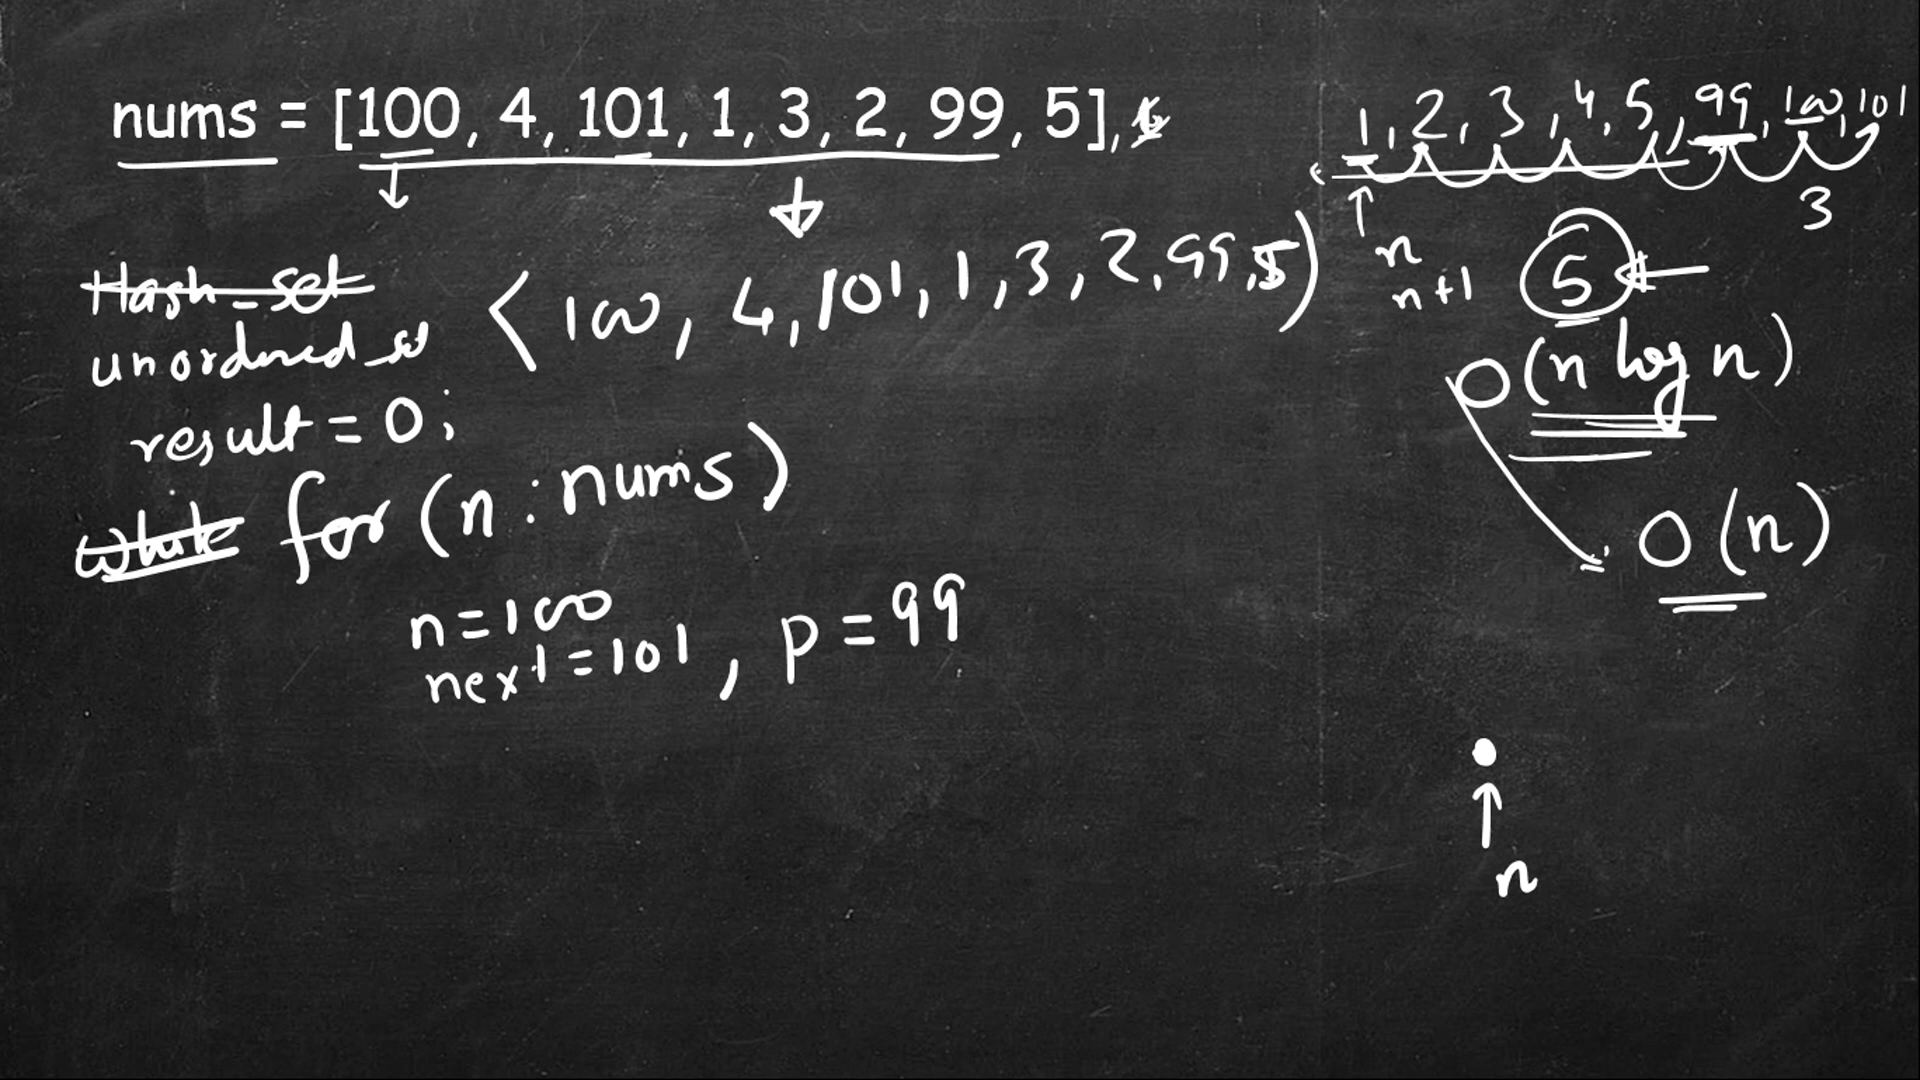 nums = [100, 4, 101, 1, 3, 2, 99, 5],
1, 2, 3, 4, 5, 99, 100, 101
3
n
n+1
5
Hash_set
unordered_set
< 100, 4, 101, 1, 3, 2, 99, 5)
result = 0;
O(n log n)
while for (n : nums)
O(n)
n=100
next=101, p=99
n